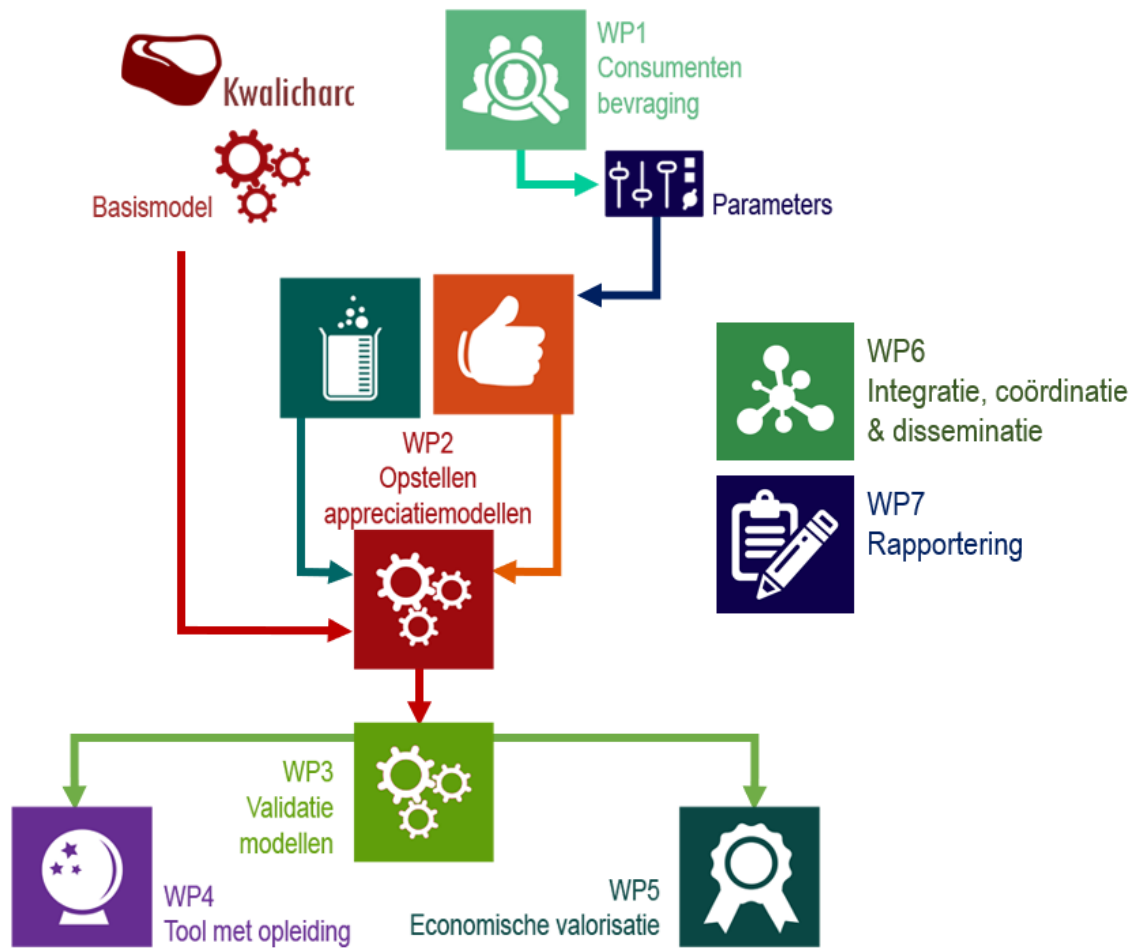 Kwalicharc
Basismodel
WP1
Consumenten
bevraging
Parameters
WP2
Opstellen
appreciatiemodellen
WP6
Integratie, coördinatie
& disseminatie
WP7
Rapportering
WP3
Validatie
modellen
WP4
Tool met opleiding
WP5
Economische valorisatie